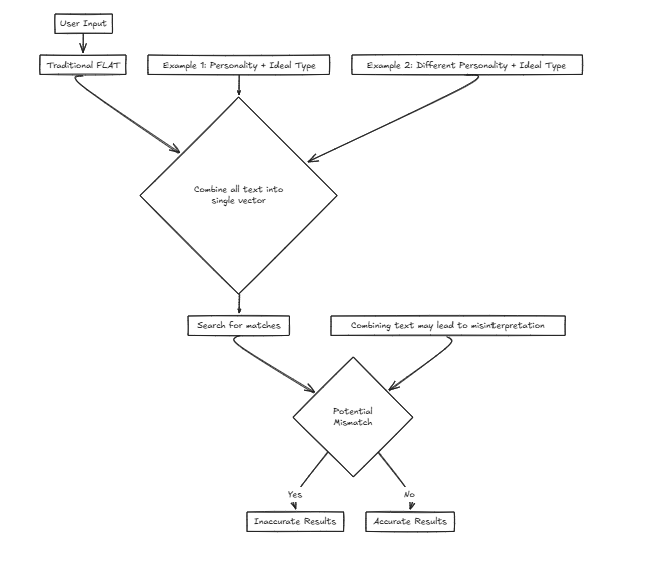 User Input
Traditional FLAT
Example 1: Personality + Ideal Type
Example 2: Different Personality + Ideal Type
Combine all text into
single vector
Search for matches
Combining text may lead to misinterpretation
Potential
Mismatch
Yes
No
Inaccurate Results
Accurate Results